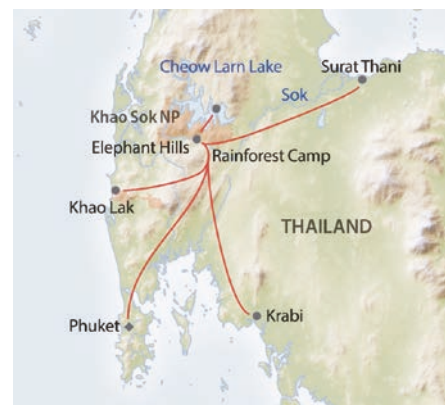 Cheow Larn Lake
Surat Thani
Sok
Khao Sok NP
Elephant Hills
Rainforest Camp
Khao Lak
THAILAND
Phuket
Krabi